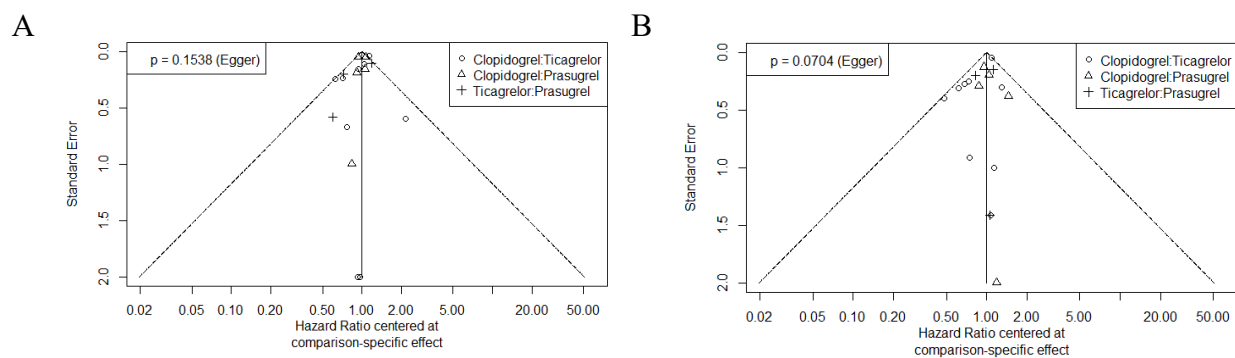 A
p = 0.1538 (Egger)
Clopidogrel:Ticagrelor
Clopidogrel:Prasugrel
Ticagrelor:Prasugrel
Standard Error
0.0
0.5
1.0
1.5
2.0
0.02 0.05 0.10 0.20 0.50 1.00 2.00 5.00 20.00 50.00
Hazard Ratio centered at
comparison-specific effect
B
p = 0.0704 (Egger)
Clopidogrel:Ticagrelor
Clopidogrel:Prasugrel
Ticagrelor:Prasugrel
Standard Error
0.0
0.5
1.0
1.5
2.0
0.02 0.05 0.10 0.20 0.50 1.00 2.00 5.00 20.00 50.00
Hazard Ratio centered at
comparison-specific effect